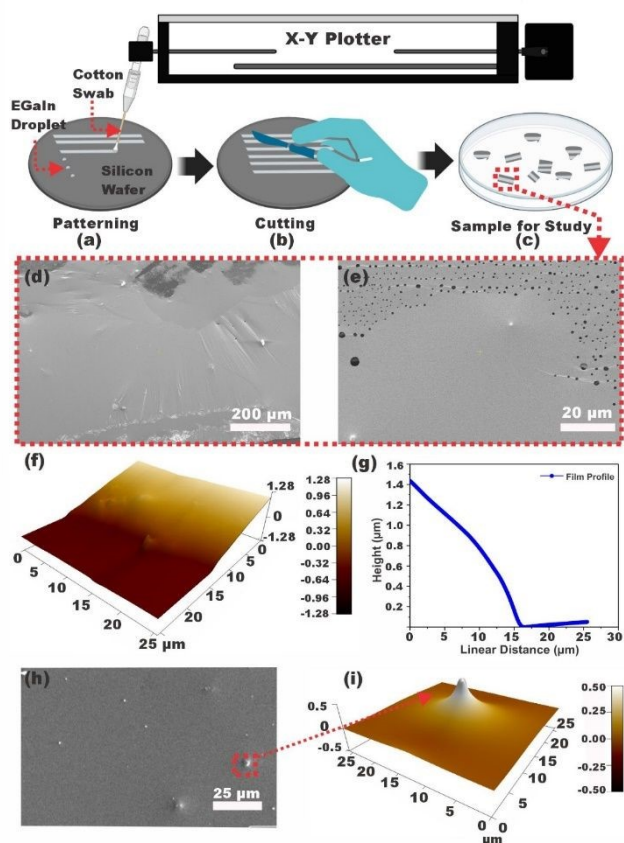 X-Y Plotter
Cotton
Swab
EGaIn
Droplet
Silicon
Wafer
Patterning
Cutting
Sample for Study
(a)
(b)
(c)
(d)
200 µm
(e)
20 µm
(f)
1.28
0
-1.28
0
5
10
15
20
25 µm
0
5
10
15
20
1.28
0.96
0.64
0.32
0.00
-0.32
-0.64
-0.96
-1.28
(g)
Film Profile
Height (µm)
1.6
1.4
1.2
1.0
0.8
0.6
0.4
0.2
0 5 10 15 20 25 30
Linear Distance (µm)
(h)
25 µm
(i)
0.5
0
-0.5
25
20
15
10
5
0
µm
25
20
15
10
5
0
0.50
0.25
0.00
-0.25
-0.50